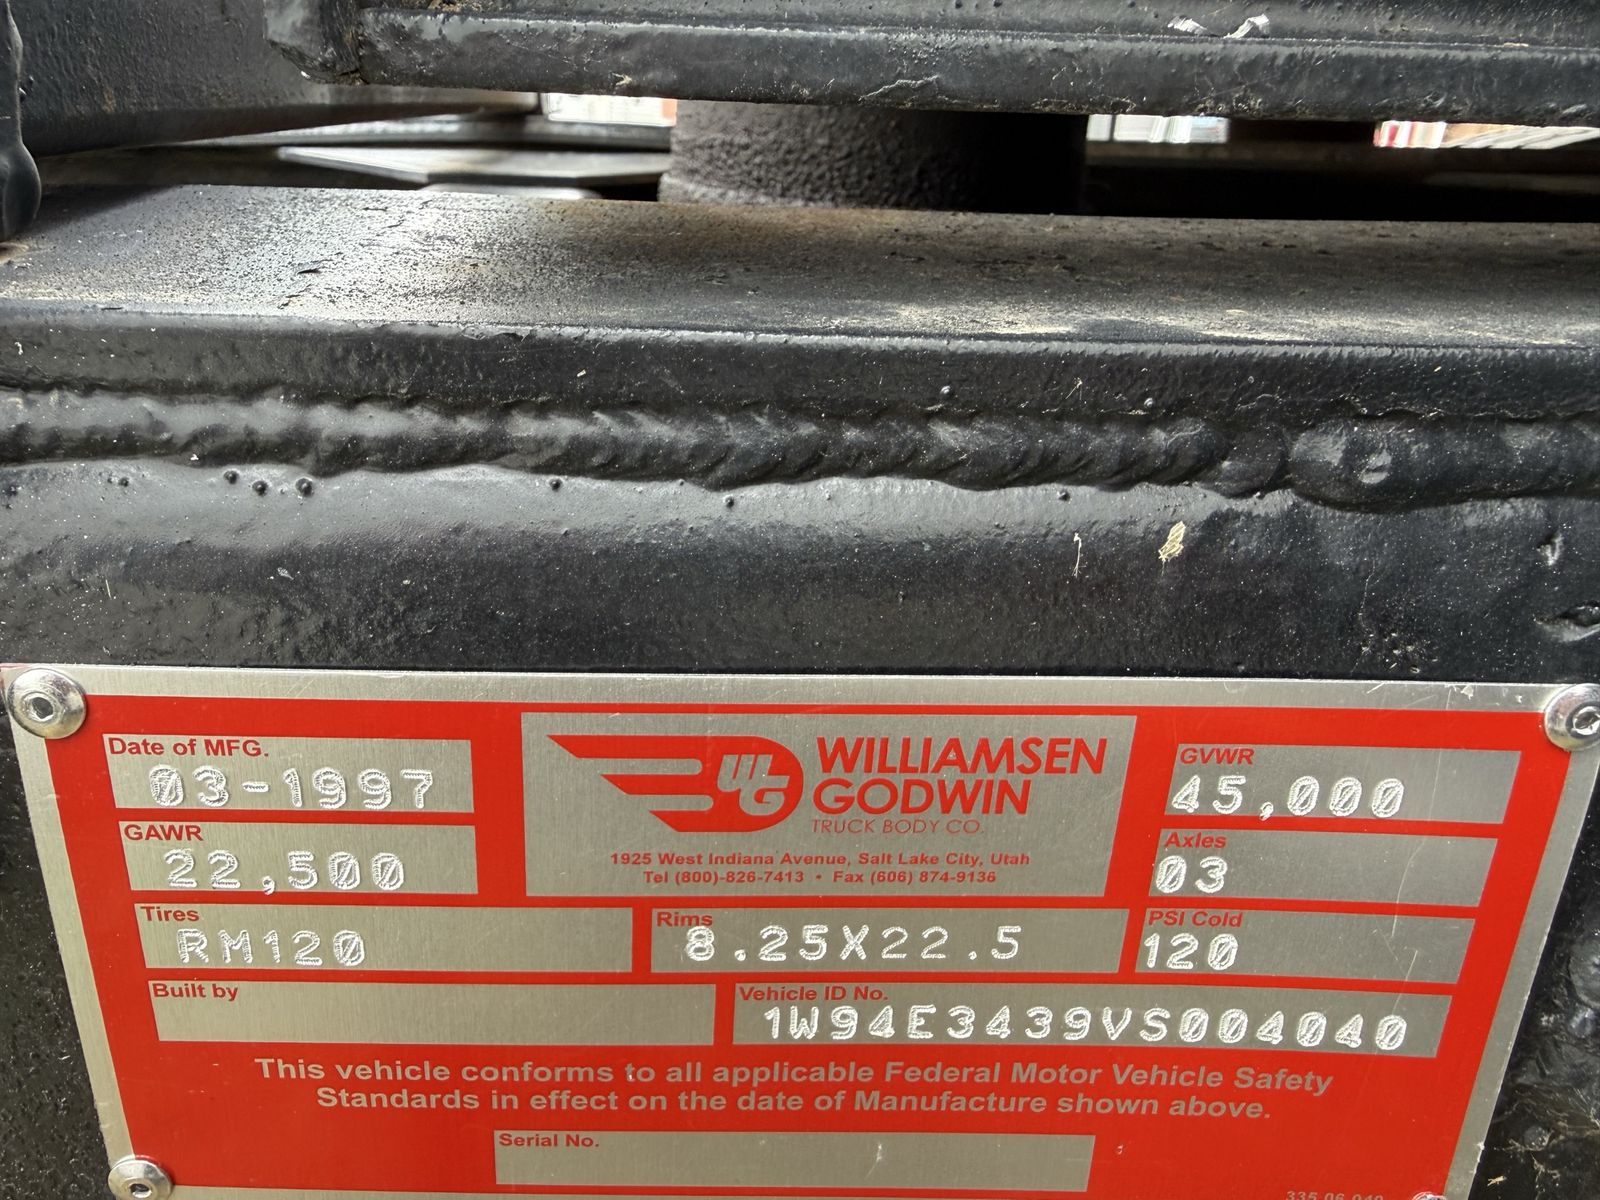 Date of MFG.
03-1997
WG
WILLIAMSEN
GODWIN
TRUCK BODY CO.
1925 West Indiana Avenue, Salt Lake City, Utah
Tel (800)-826-7413 • Fax (606) 874-9136
GVWR
45,000
GAWR
22,500
Axles
03
Tires
RM120
Rims
8.25X22.5
PSI Cold
120
Built by
Vehicle ID No.
1W94E3439VS004040
This vehicle conforms to all applicable Federal Motor Vehicle Safety
Standards in effect on the date of Manufacture shown above.
Serial No.